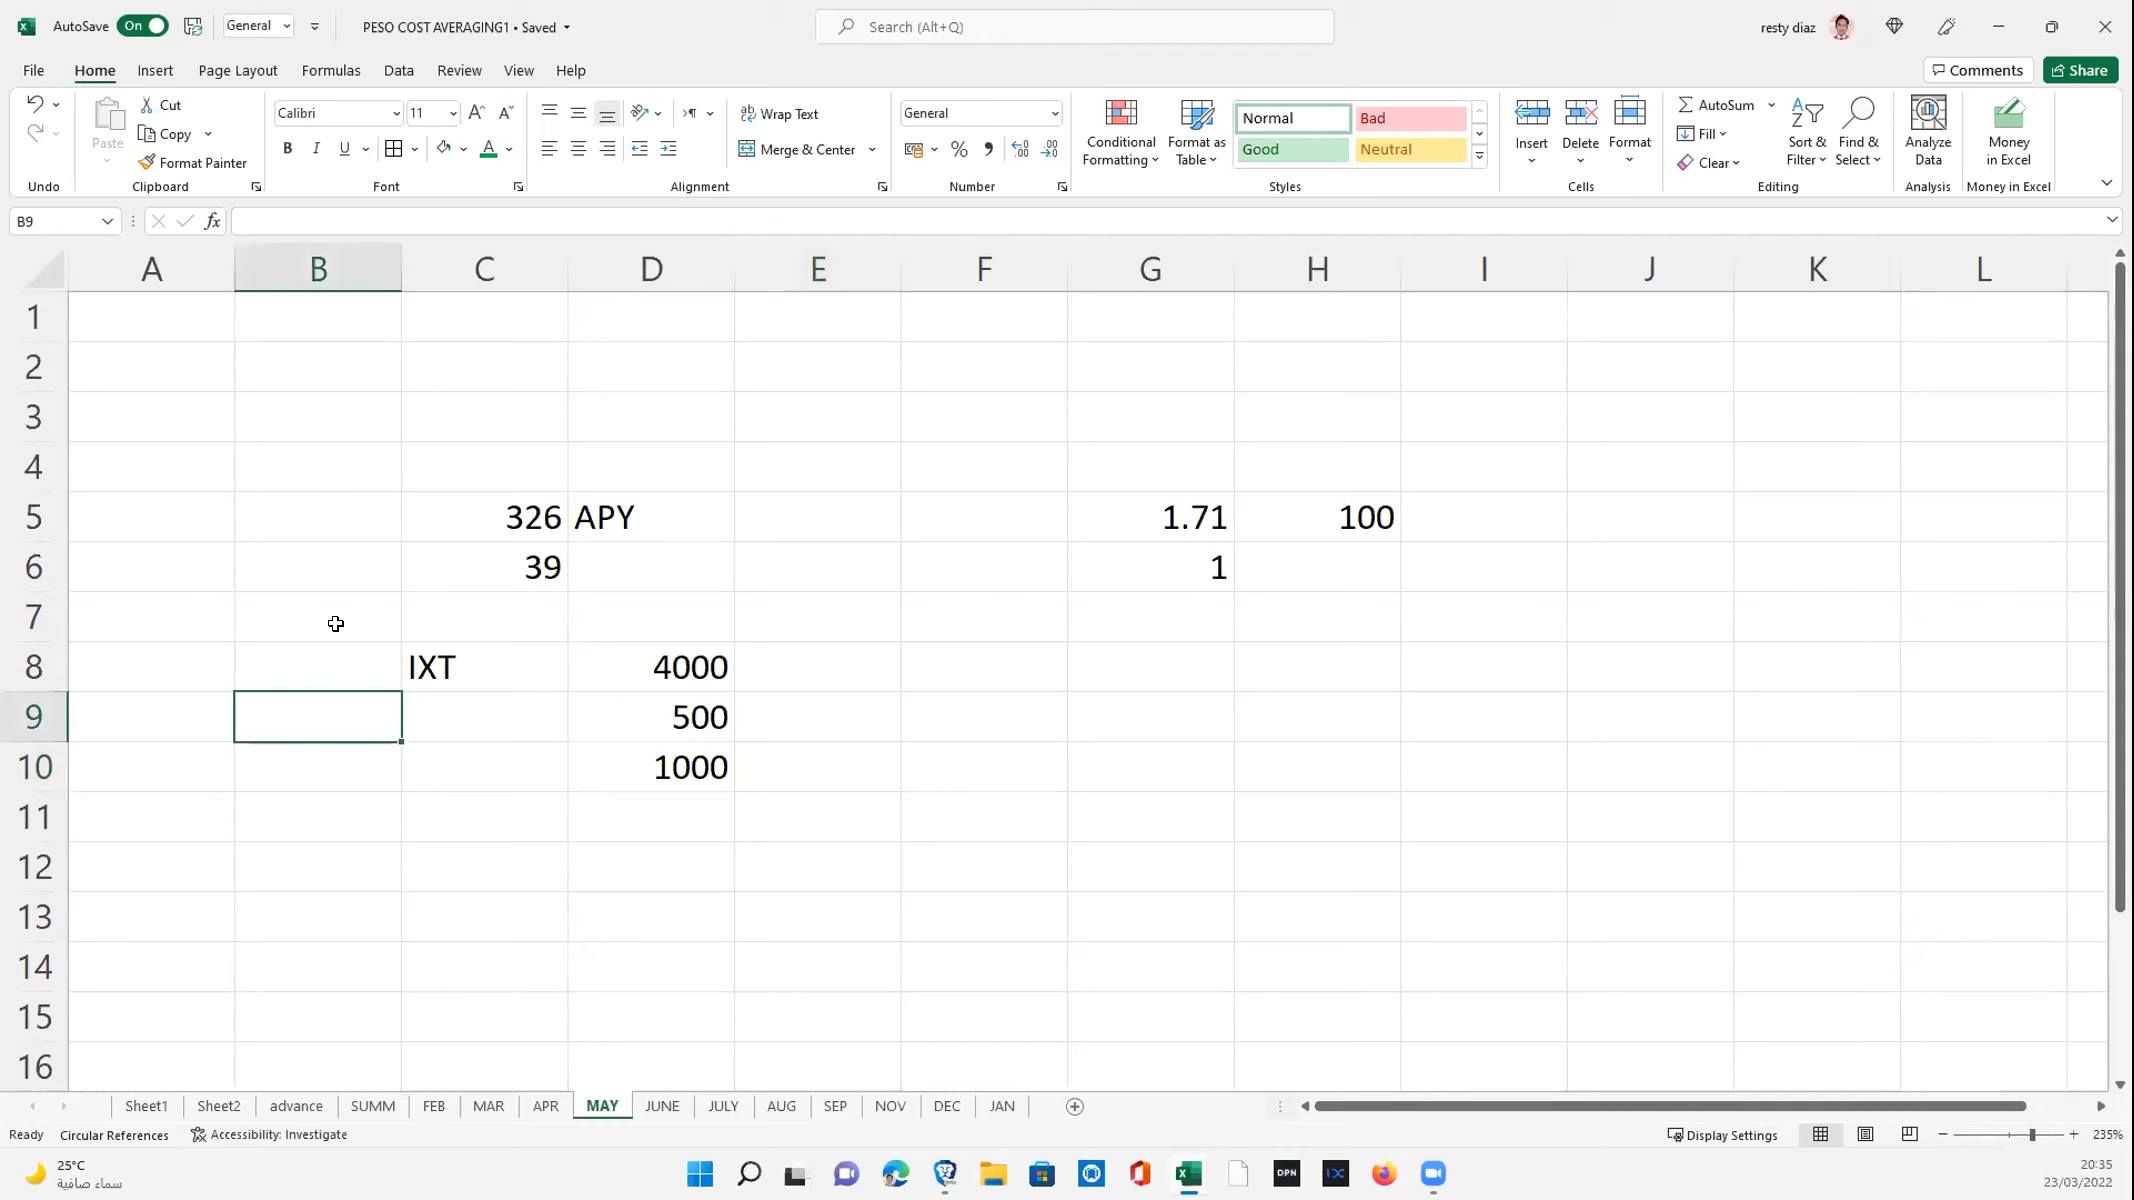 AutoSave On General PESO COST AVERAGING1 • Saved Search (Alt+Q) resty diaz
File Home Insert Page Layout Formulas Data Review View Help Comments Share
Paste Cut Copy Format Painter
Calibri 11
B I U
Wrap Text
Merge & Center
General
Conditional Formatting
Format as Table
Normal Bad
Good Neutral
Insert Delete Format
AutoSum
Fill
Clear
Sort & Filter
Find & Select
Analyze Data
Money in Excel
Undo Clipboard Font Alignment Number Styles Cells Editing Analysis Money in Excel
B9 fx
A B C D E F G H I J K L
1
2
3
4
5 326 APY 1.71 100
6 39 1
7
8 IXT 4000
9 500
10 1000
11
12
13
14
15
16
Sheet1 Sheet2 advance SUMM FEB MAR APR MAY JUNE JULY AUG SEP NOV DEC JAN
Ready Circular References Accessibility: Investigate Display Settings 235%
25°C
سماء صافية
DPN IX
20:35
23/03/2022